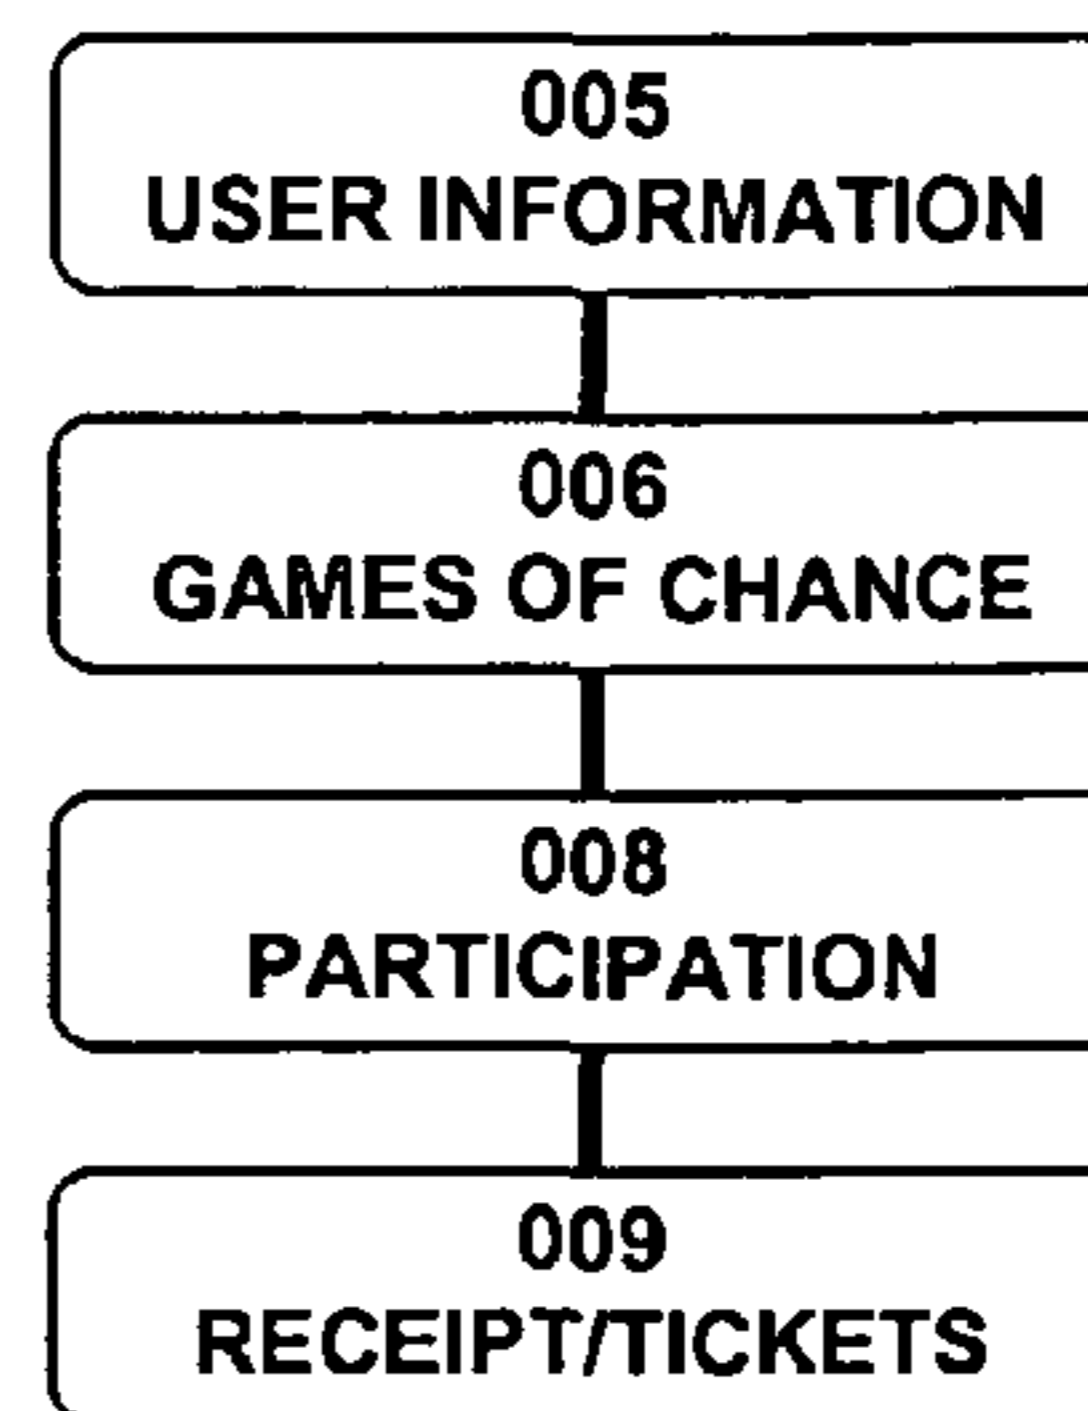 005
USER INFORMATION
006
GAMES OF CHANCE
008
PARTICIPATION
009
RECEIPT/TICKETS